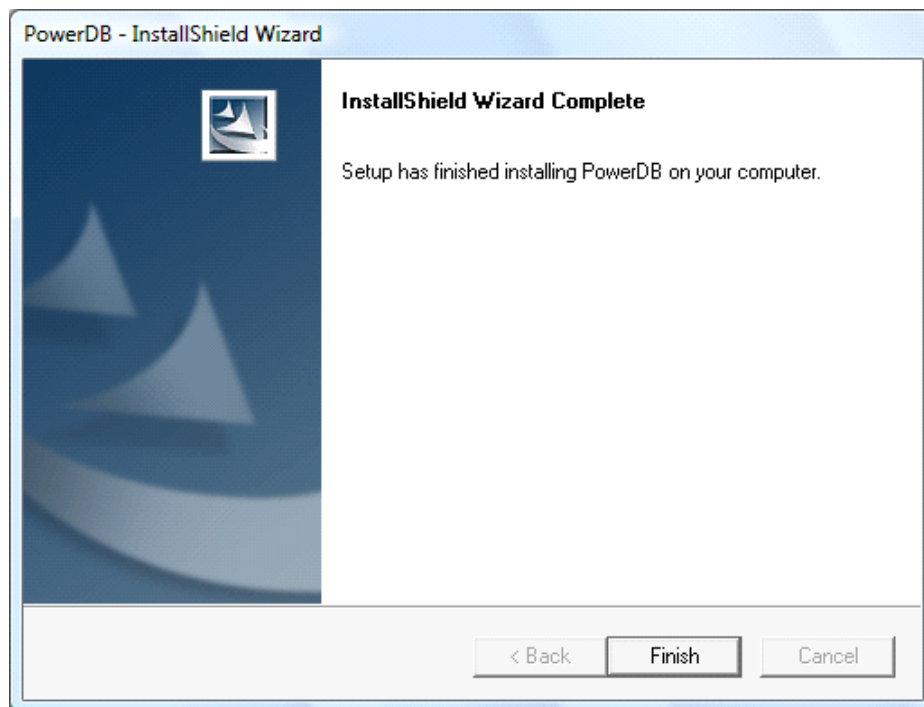 PowerDB - InstallShield Wizard
InstallShield Wizard Complete
Setup has finished installing PowerDB on your computer.
< Back
Finish
Cancel